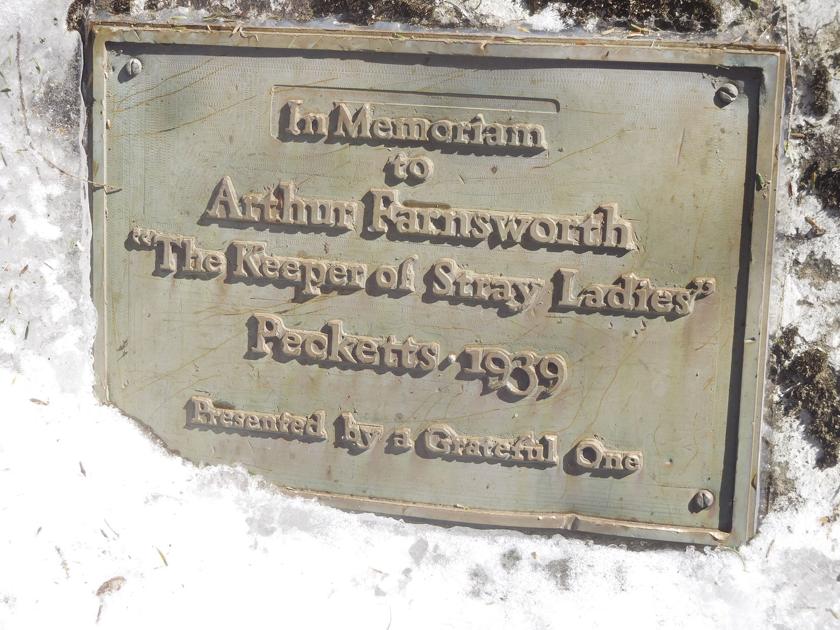 In Memoriam
to
Arthur Farnsworth
“The Keeper of Stray Ladies”
Pecketts · 1939
Presented by a Grateful One